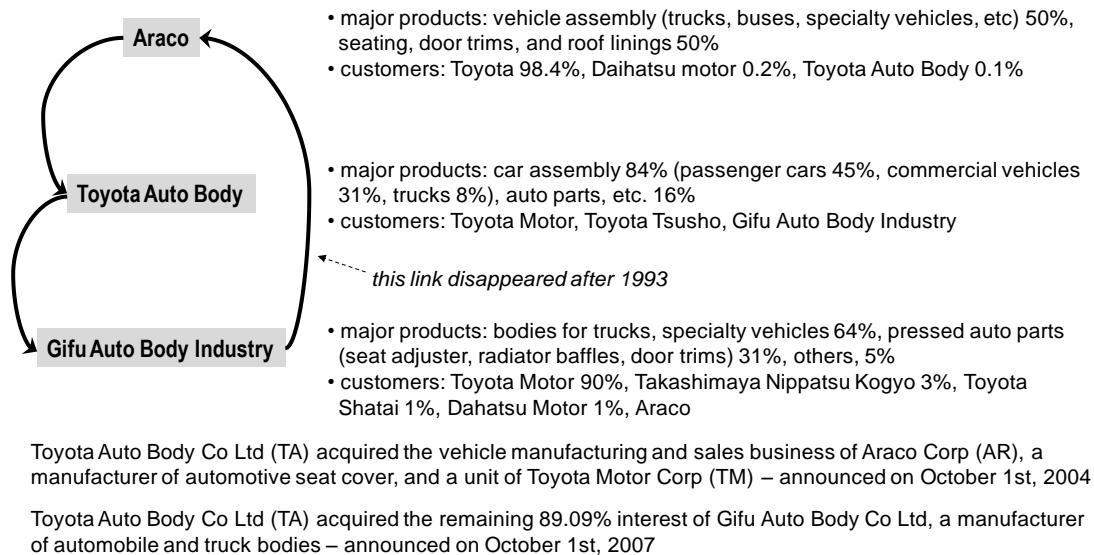 Araco
• major products: vehicle assembly (trucks, buses, specialty vehicles, etc) 50%,
seating, door trims, and roof linings 50%
• customers: Toyota 98.4%, Daihatsu motor 0.2%, Toyota Auto Body 0.1%
Toyota Auto Body
• major products: car assembly 84% (passenger cars 45%, commercial vehicles
31%, trucks 8%), auto parts, etc. 16%
• customers: Toyota Motor, Toyota Tsusho, Gifu Auto Body Industry
this link disappeared after 1993
Gifu Auto Body Industry
• major products: bodies for trucks, specialty vehicles 64%, pressed auto parts
(seat adjuster, radiator baffles, door trims) 31%, others, 5%
• customers: Toyota Motor 90%, Takashimaya Nippatsu Kogyo 3%, Toyota
Shatai 1%, Dahatsu Motor 1%, Araco
Toyota Auto Body Co Ltd (TA) acquired the vehicle manufacturing and sales business of Araco Corp (AR), a
manufacturer of automotive seat cover, and a unit of Toyota Motor Corp (TM) – announced on October 1st, 2004
Toyota Auto Body Co Ltd (TA) acquired the remaining 89.09% interest of Gifu Auto Body Co Ltd, a manufacturer
of automobile and truck bodies – announced on October 1st, 2007